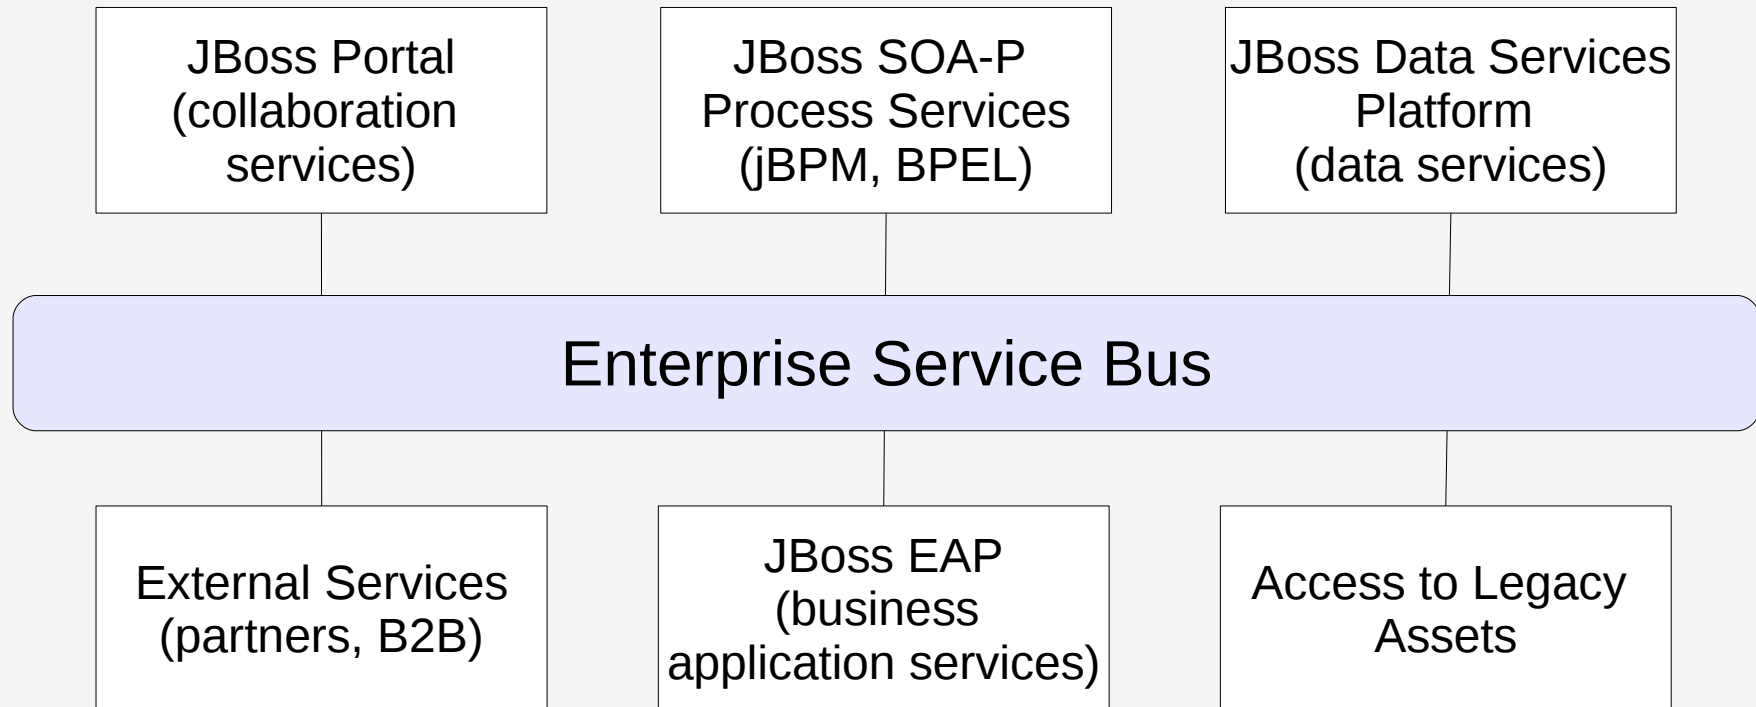 JBoss Portal
(collaboration
services)
JBoss SOA-P
Process Services
(jBPM, BPEL)
JBoss Data Services
Platform
(data services)
Enterprise Service Bus
External Services
(partners, B2B)
JBoss EAP
(business
application services)
Access to Legacy
Assets